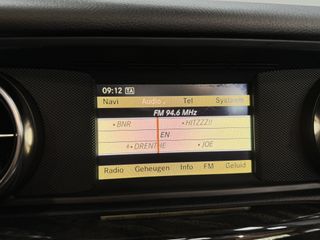 09:12 TA
Navi Audio Tel Systeem
FM 94.6 MHz
•BNR •HITZZZ!!
EN
•DRENTHE •JOE
Radio Geheugen Info FM Geluid